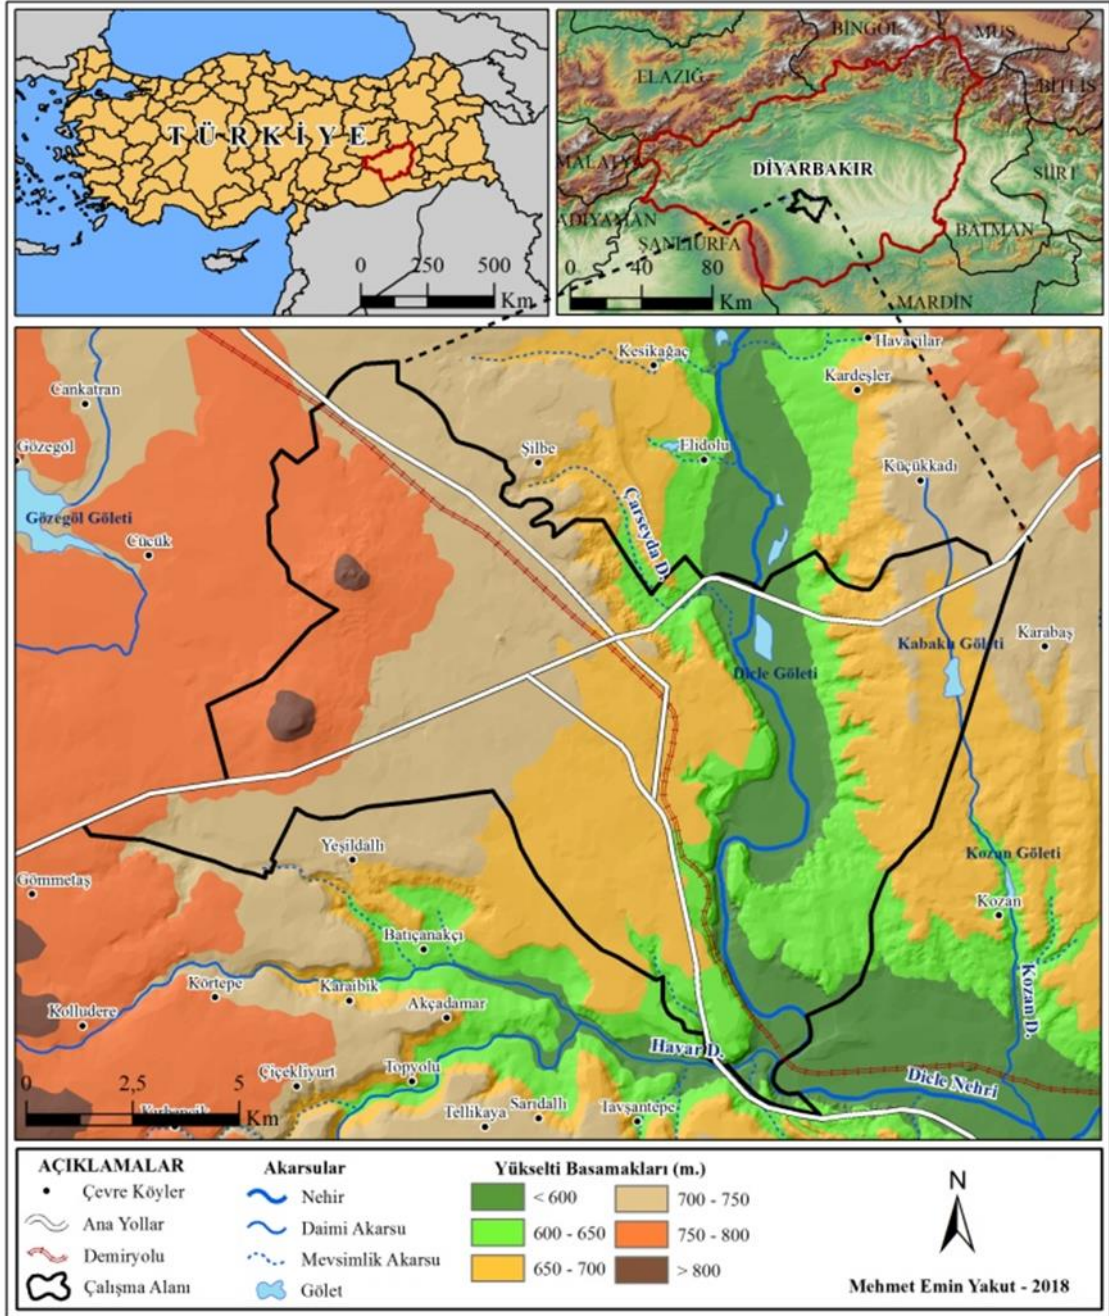 TÜRKİYE
0 250 500
Km
BİNGÖL
MUŞ
ELAZIĞ
BİTLİS
MALATYA
DİYARBAKIR
SİİRT
ADIYAMAN
ŞANLIURFA
BATMAN
0 40 80
Km
MARDİN
Kesikağaç
Havacılar
Cankatran
Kardeşler
Gözegöl
Şilbe
Elidolu
Küçükkadı
Çarseyda D.
Gözegöl Göleti
Cücük
Karabaş
Kabaklı Göleti
Dicle Göleti
Yeşildallı
Kozan Göleti
Gömmetaş
Kozan
Batıçanakçı
Körtepe
Karaibik
Akçadamar
Kozan D.
Kolludere
Havar D.
Çiçekliyurt
Topyolu
Dicle Nehri
0 2,5 5
Km
Tellikaya
Sarıdallı
Tavşantepe
AÇIKLAMALAR
Çevre Köyler
Ana Yollar
Demiryolu
Çalışma Alanı
Akarsular
Nehir
Daimi Akarsu
Mevsimlik Akarsu
Gölet
Yükselti Basamakları (m.)
< 600
600 - 650
650 - 700
700 - 750
750 - 800
> 800
N
Mehmet Emin Yakut - 2018